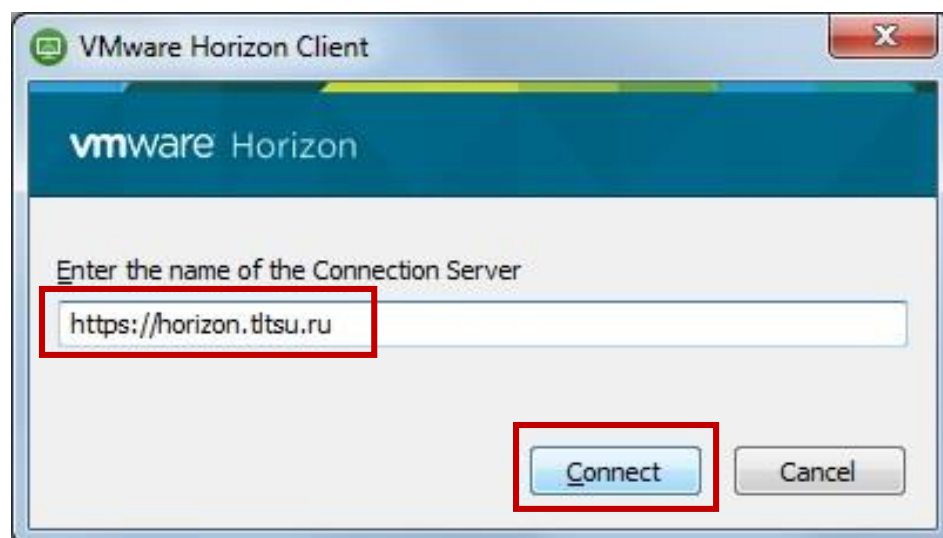 VMware Horizon Client
vmware Horizon
Enter the name of the Connection Server
https://horizon.tltsu.ru
Connect Cancel